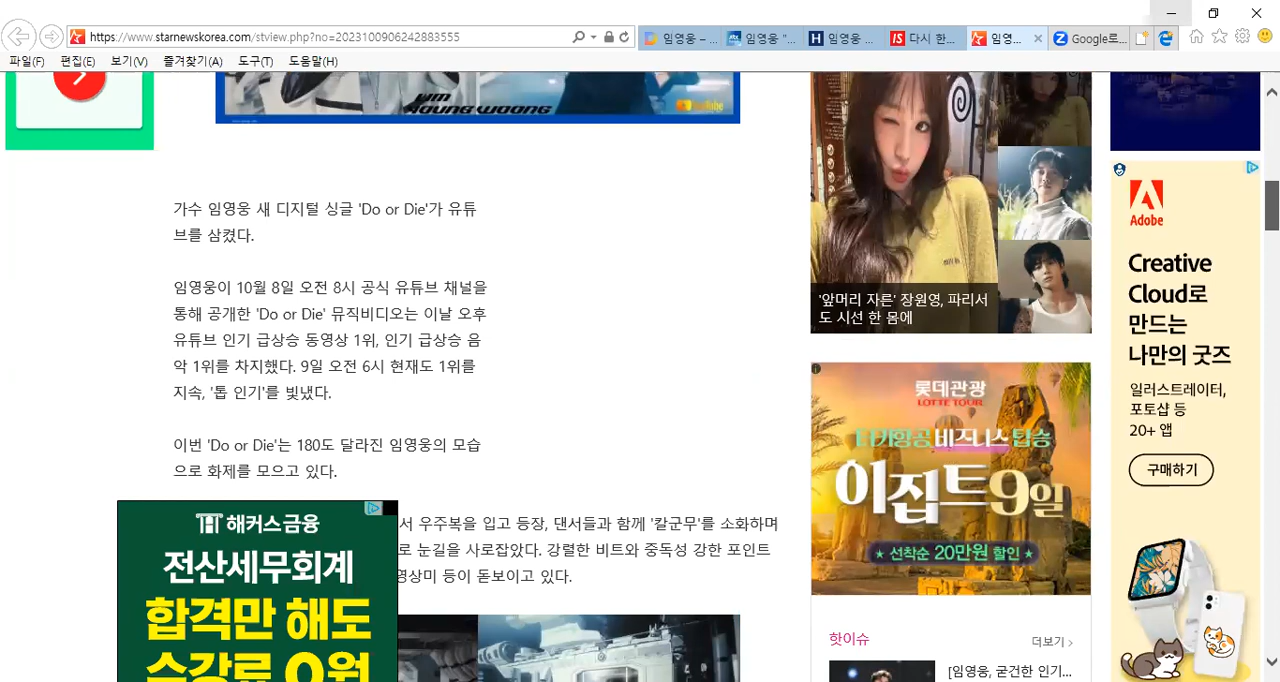 https://www.starnewskorea.com/stview.php?no=2023100906242883555
임영웅 – ...
임영웅 "...
임영웅 ...
다시 한...
임영...
Google로...
파일(F) 편집(E) 보기(V) 즐겨찾기(A) 도구(T) 도움말(H)
LIM
YOUNG WOONG
YouTube
가수 임영웅 새 디지털 싱글 'Do or Die'가 유튜
브를 삼켰다.
임영웅이 10월 8일 오전 8시 공식 유튜브 채널을
통해 공개한 'Do or Die' 뮤직비디오는 이날 오후
유튜브 인기 급상승 동영상 1위, 인기 급상승 음
악 1위를 차지했다. 9일 오전 6시 현재도 1위를
지속, '톱 인기'를 빛냈다.
이번 'Do or Die'는 180도 달라진 임영웅의 모습
으로 화제를 모으고 있다.
서 우주복을 입고 등장, 댄서들과 함께 '칼군무'를 소화하며
로 눈길을 사로잡았다. 강렬한 비트와 중독성 강한 포인트
영상미 등이 돋보이고 있다.
해커스금융
전산세무회계
합격만 해도
수강료 0원
'앞머리 자른' 장원영, 파리서
도 시선 한 몸에
롯데관광
LOTTE TOUR
터키항공 비즈니스 탑승
이집트 9일
★ 선착순 20만원 할인 ★
핫이슈
더보기 >
[임영웅, 굳건한 인기...
Adobe
Creative
Cloud로
만드는
나만의 굿즈
일러스트레이터,
포토샵 등
20+ 앱
구매하기